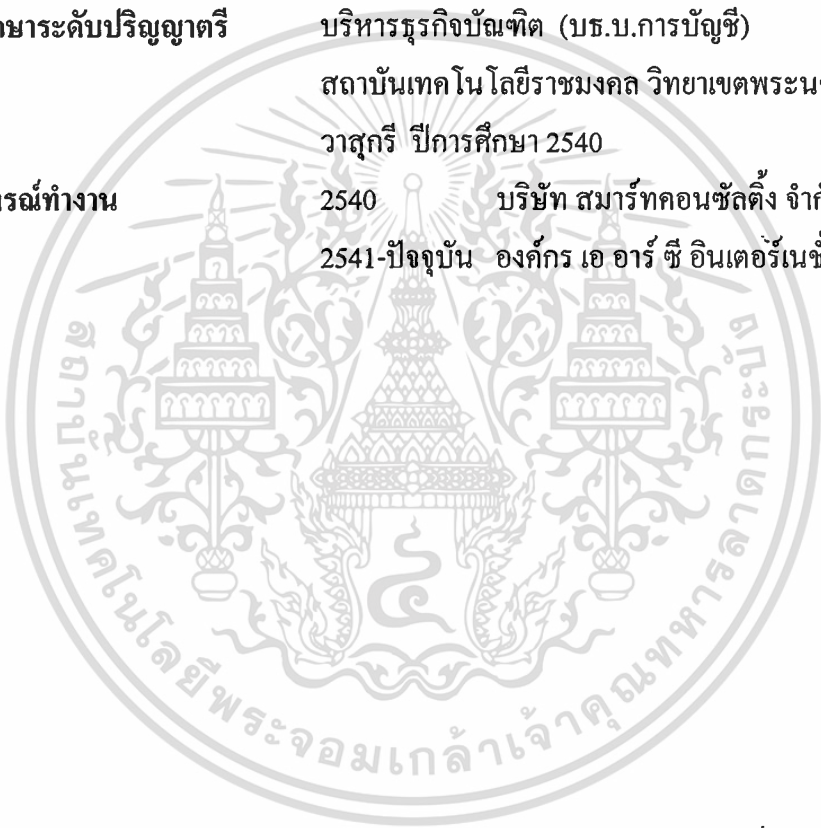 าษาระดับปริญญาตรี บริหารธุรกิจบัณฑิต (บธ.บ.การบัญชี)
สถาบันเทคโนโลยีราชมงคล วิทยาเขตพระน
วาสุกรี ปีการศึกษา 2540
รณ์ทำงาน 2540 บริษัท สมาร์ทคอนซัลติ้ง จำกั
2541-ปัจจุบัน องค์กร เอ อาร์ ซี อินเตอร์เนชั
สถาบันเทคโนโลยีพระจอมเกล้าเจ้าคุณทหารลาดกระบัง